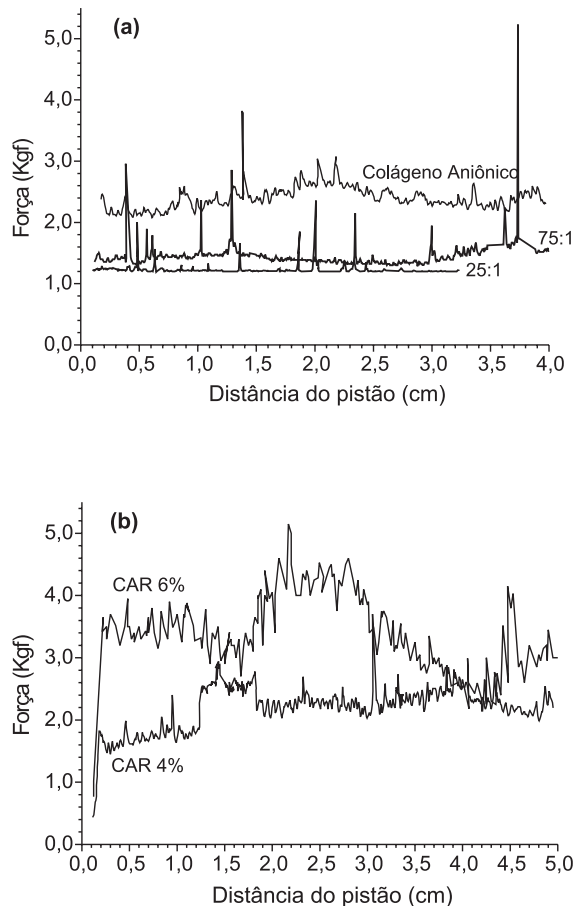 (a)
5,0
4,0
3,0
2,0
1,0
0,0
Força (Kgf)
Colágeno Aniônico
75:1
25:1
0,0 0,5 1,0 1,5 2,0 2,5 3,0 3,5 4,0
Distância do pistão (cm)
(b)
5,0
4,0
3,0
2,0
1,0
0,0
Força (Kgf)
CAR 6%
CAR 4%
0,0 0,5 1,0 1,5 2,0 2,5 3,0 3,5 4,0 4,5 5,0
Distância do pistão (cm)